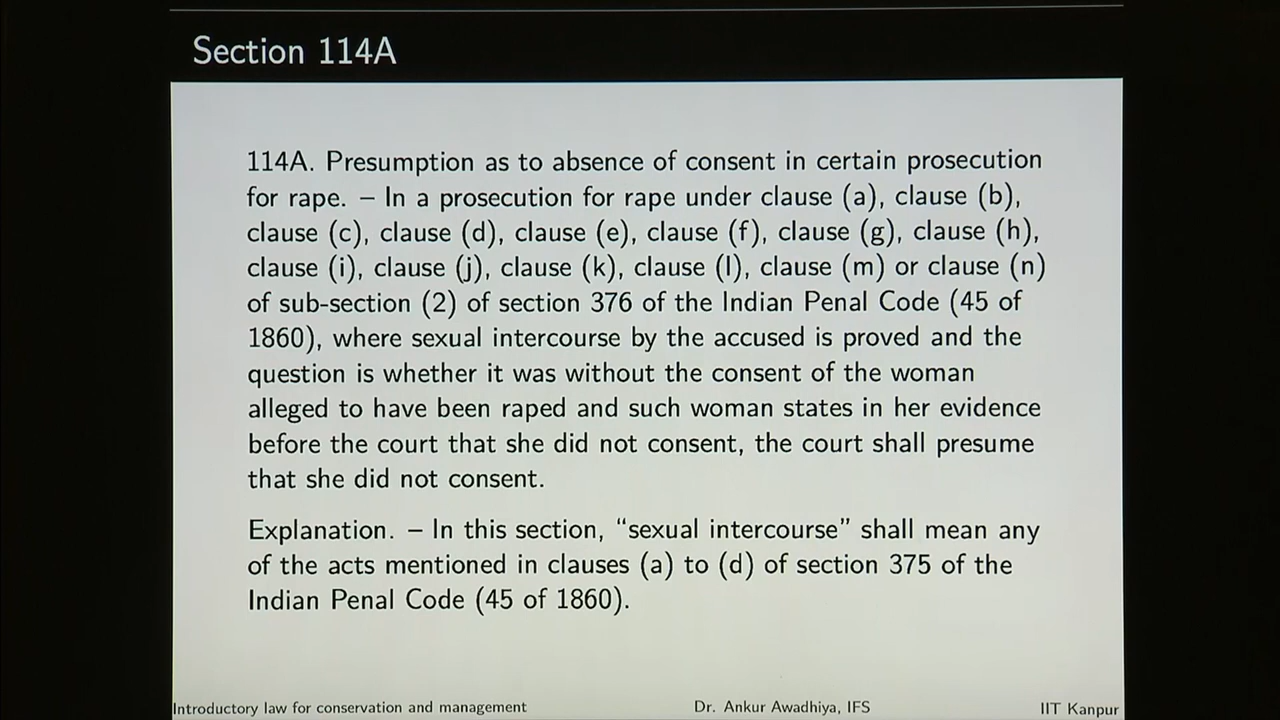 Section 114A
114A. Presumption as to absence of consent in certain prosecution
for rape. – In a prosecution for rape under clause (a), clause (b),
clause (c), clause (d), clause (e), clause (f), clause (g), clause (h),
clause (i), clause (j), clause (k), clause (l), clause (m) or clause (n)
of sub-section (2) of section 376 of the Indian Penal Code (45 of
1860), where sexual intercourse by the accused is proved and the
question is whether it was without the consent of the woman
alleged to have been raped and such woman states in her evidence
before the court that she did not consent, the court shall presume
that she did not consent.
Explanation. – In this section, “sexual intercourse” shall mean any
of the acts mentioned in clauses (a) to (d) of section 375 of the
Indian Penal Code (45 of 1860).
Introductory law for conservation and management Dr. Ankur Awadhiya, IFS IIT Kanpur